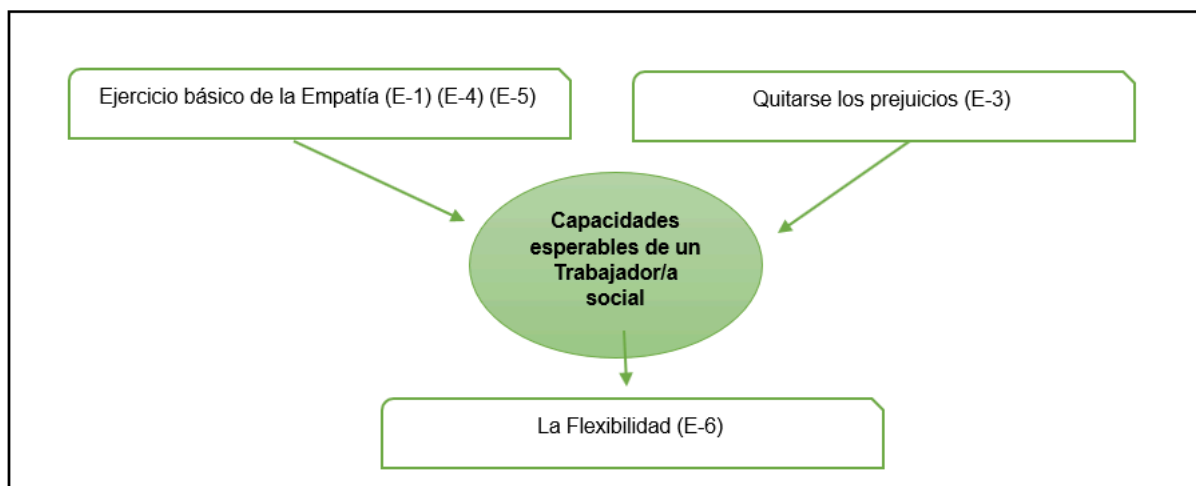 Ejercicio básico de la Empatía (E-1) (E-4) (E-5)
Quitarse los prejuicios (E-3)
Capacidades
esperables de un
Trabajador/a
social
La Flexibilidad (E-6)